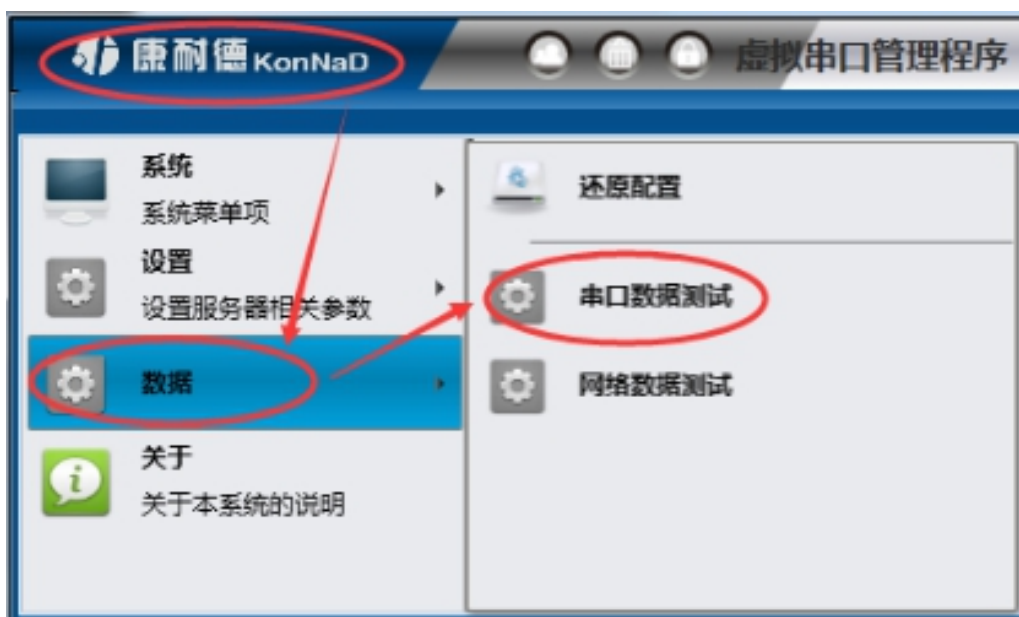 康耐德 KonNaD
虚拟串口管理程序
系统
系统菜单项
设置
设置服务器相关参数
数据
关于
关于本系统的说明
还原配置
串口数据测试
网络数据测试